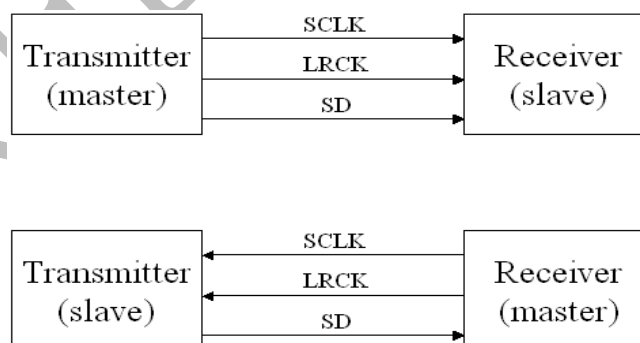 SCLK
Transmitter
(master)
LRCK
SD
Receiver
(slave)
SCLK
Transmitter
(slave)
LRCK
SD
Receiver
(master)